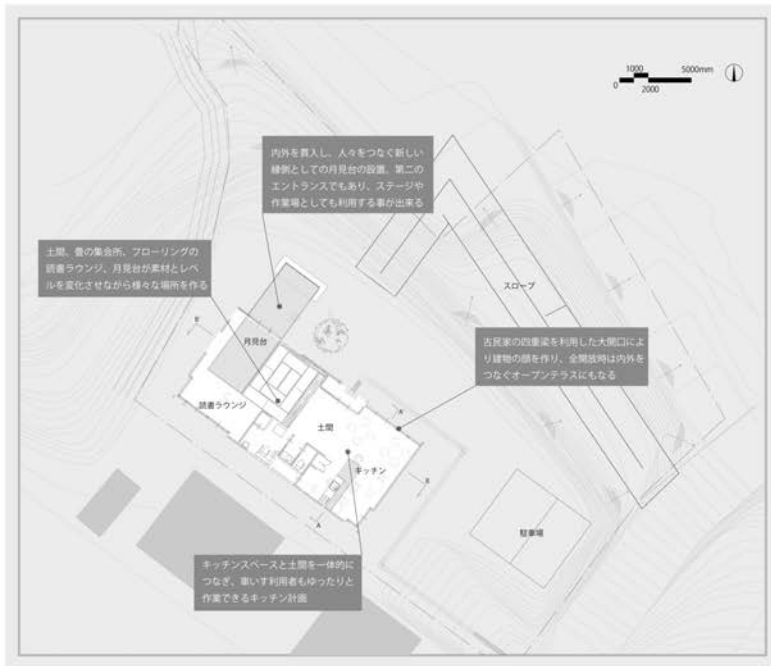 1000 5000mm
0 2000
内外を貫入し、人々をつなぐ新しい
縁側としての月見台の設置。第二の
エントランスでもあり、ステージや
作業場としても利用する事が出来る
土間、畳の集会所、フローリングの
読書ラウンジ、月見台が素材とレベ
ルを変化させながら様々な場所を作る
スロープ
古民家の四重梁を利用した大開口によ
り建物の顔を作り、全開放時は内外を
つなぐオープンテラスにもなる
B'
月見台
読書ラウンジ
A'
土間
キッチン
B
A
駐車場
キッチンスペースと土間を一体的に
つなぎ、車いす利用者もゆったりと
作業できるキッチン計画